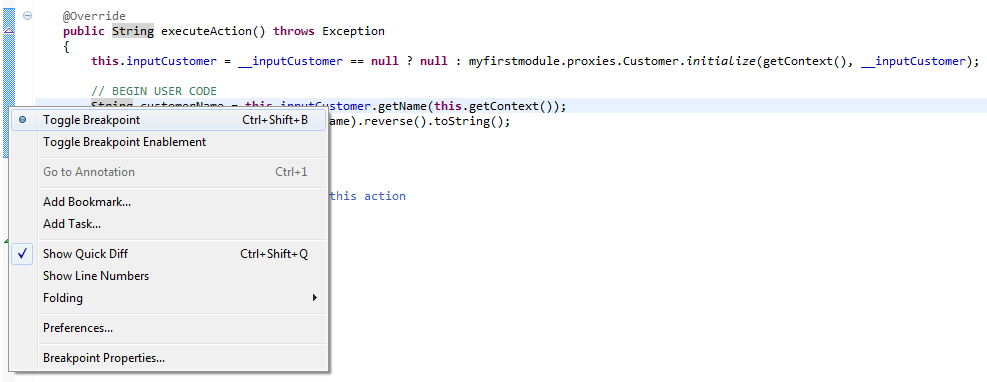 @Override
public String executeAction() throws Exception
{
this.inputCustomer = __inputCustomer == null ? null : myfirstmodule.proxies.Customer.initialize(getContext(), __inputCustomer);
// BEGIN USER CODE
String customerName = this.inputCustomer.getName(this.getContext());
Toggle Breakpoint Ctrl+Shift+B ame).reverse().toString();
Toggle Breakpoint Enablement
Go to Annotation Ctrl+1
this action
Add Bookmark...
Add Task...
Show Quick Diff Ctrl+Shift+Q
Show Line Numbers
Folding
Preferences...
Breakpoint Properties...